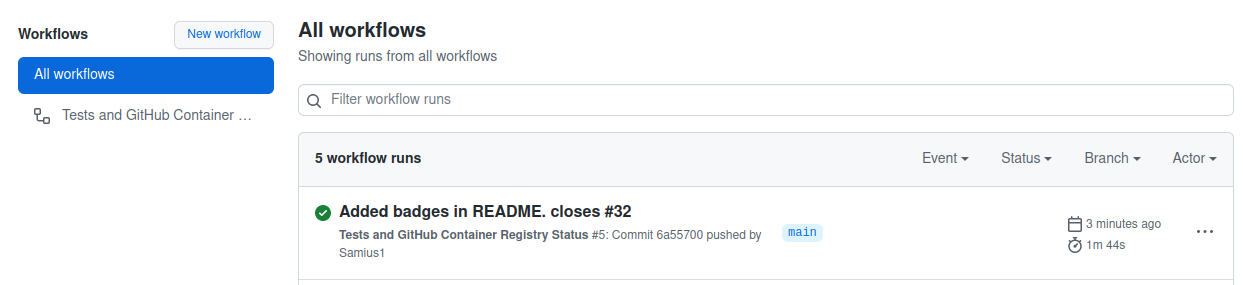 Workflows
New workflow
All workflows
Tests and GitHub Container ...
All workflows
Showing runs from all workflows
Filter workflow runs
5 workflow runs
Event
Status
Branch
Actor
Added badges in README. closes #32
Tests and GitHub Container Registry Status #5: Commit 6a55700 pushed by
Samius1
main
3 minutes ago
1m 44s